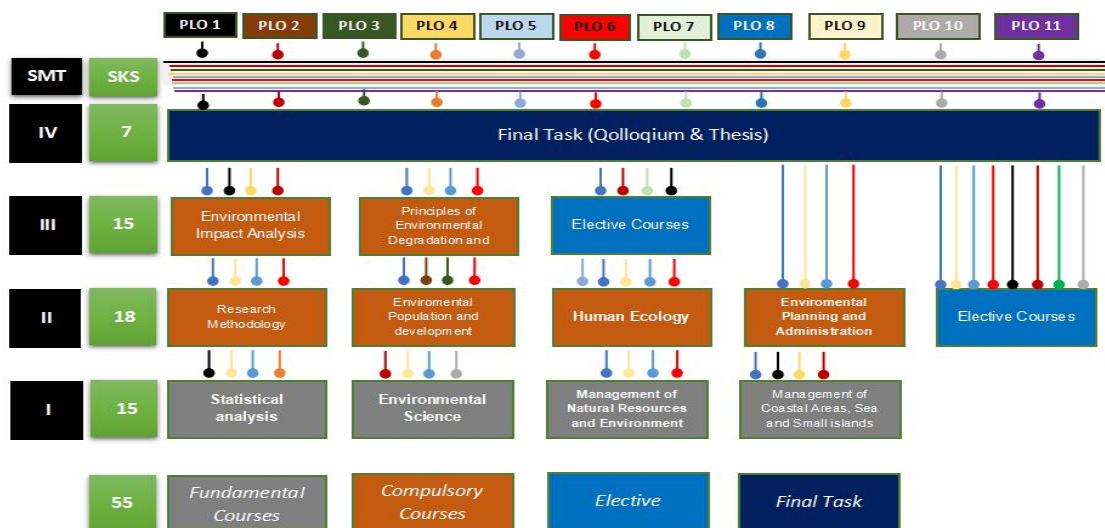 PLO 1 PLO 2 PLO 3 PLO 4 PLO 5 PLO 6 PLO 7 PLO 8 PLO 9 PLO 10 PLO 11
SMT SKS
IV 7 Final Task (Qolloqium & Thesis)
III 15
Environmental
Impact Analysis
Principles of
Environmental
Degradation and
Elective Courses
II 18
Research
Methodology
Enviromental
Population and
development
Human Ecology
Enviromental
Planning and
Administration
Elective Courses
I 15
Statistical
analysis
Environmental
Science
Management of
Natural Resources
and Environment
Management of
Coastal Areas, Sea
and Small islands
55
Fundamental
Courses
Compulsory
Courses
Elective
Final Task